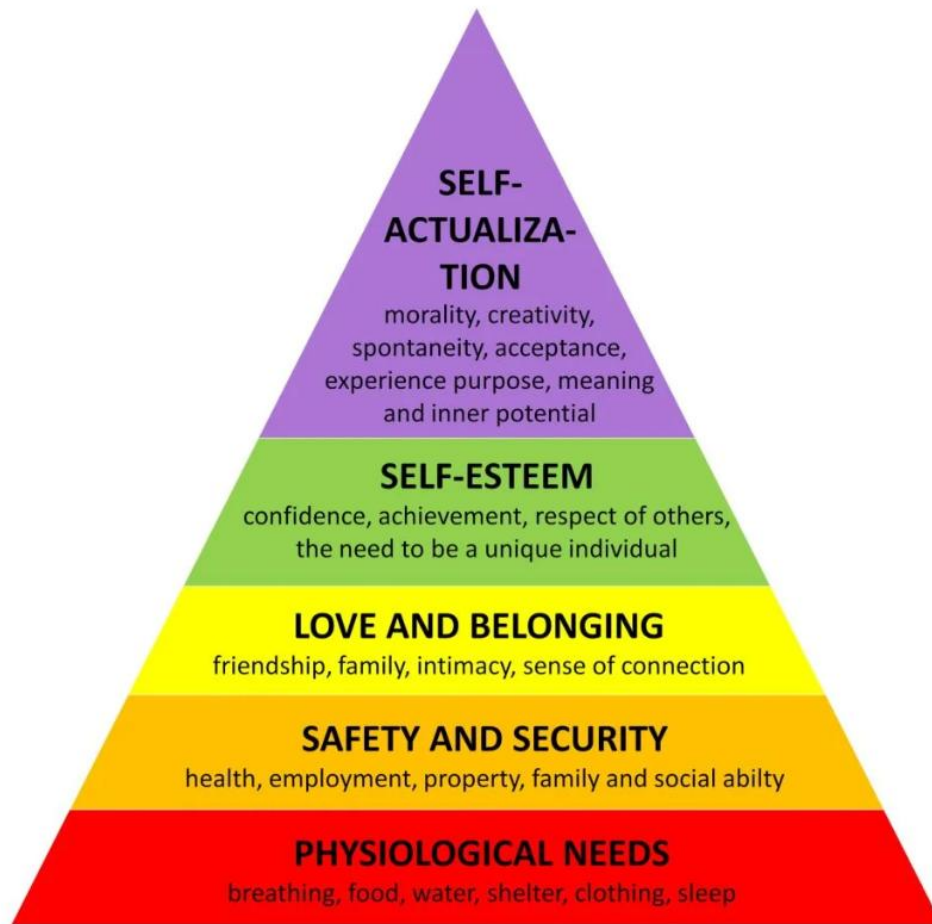 SELF-
ACTUALIZA-
TION
morality, creativity,
spontaneity, acceptance,
experience purpose, meaning
and inner potential
SELF-ESTEEM
confidence, achievement, respect of others,
the need to be a unique individual
LOVE AND BELONGING
friendship, family, intimacy, sense of connection
SAFETY AND SECURITY
health, employment, property, family and social abilty
PHYSIOLOGICAL NEEDS
breathing, food, water, shelter, clothing, sleep